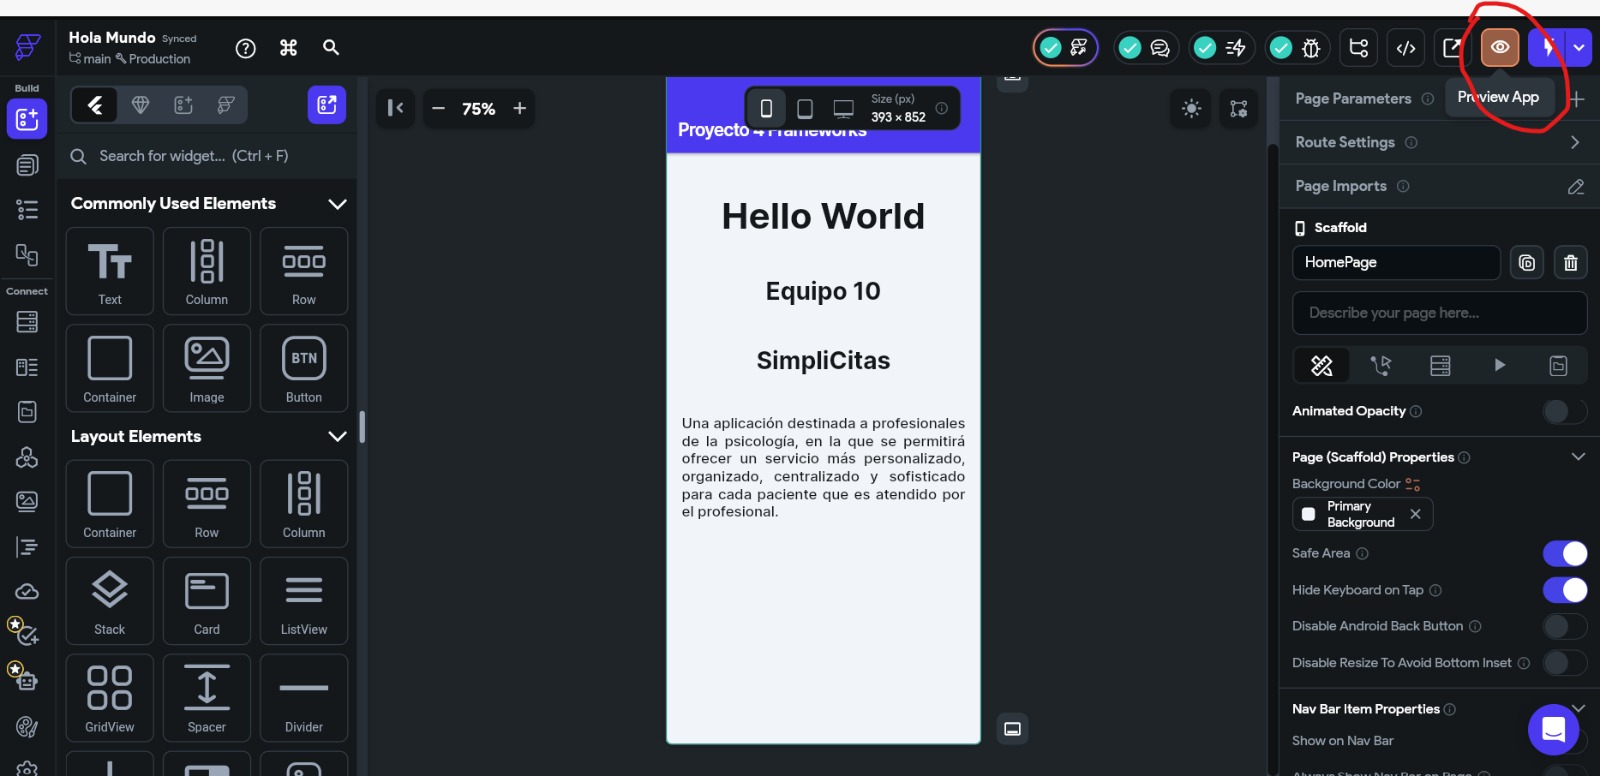 Hola Mundo Synced
main Production
Preview App
Build
75%
Size (px)
393 × 852
Proyecto 4 Frameworks
Search for widget... (Ctrl + F)
Commonly Used Elements
Text
Column
Row
Container
Image
BTN
Button
Layout Elements
Container
Row
Column
Stack
Card
ListView
GridView
Spacer
Divider
Connect
Hello World
Equipo 10
SimpliCitas
Una aplicación destinada a profesionales
de la psicología, en la que se permitirá
ofrecer un servicio más personalizado,
organizado, centralizado y sofisticado
para cada paciente que es atendido por
el profesional.
Page Parameters
Route Settings
Page Imports
Scaffold
HomePage
Describe your page here...
Animated Opacity
Page (Scaffold) Properties
Background Color
Primary
Background
Safe Area
Hide Keyboard on Tap
Disable Android Back Button
Disable Resize To Avoid Bottom Inset
Nav Bar Item Properties
Show on Nav Bar
Always Show Nav Bar on Page